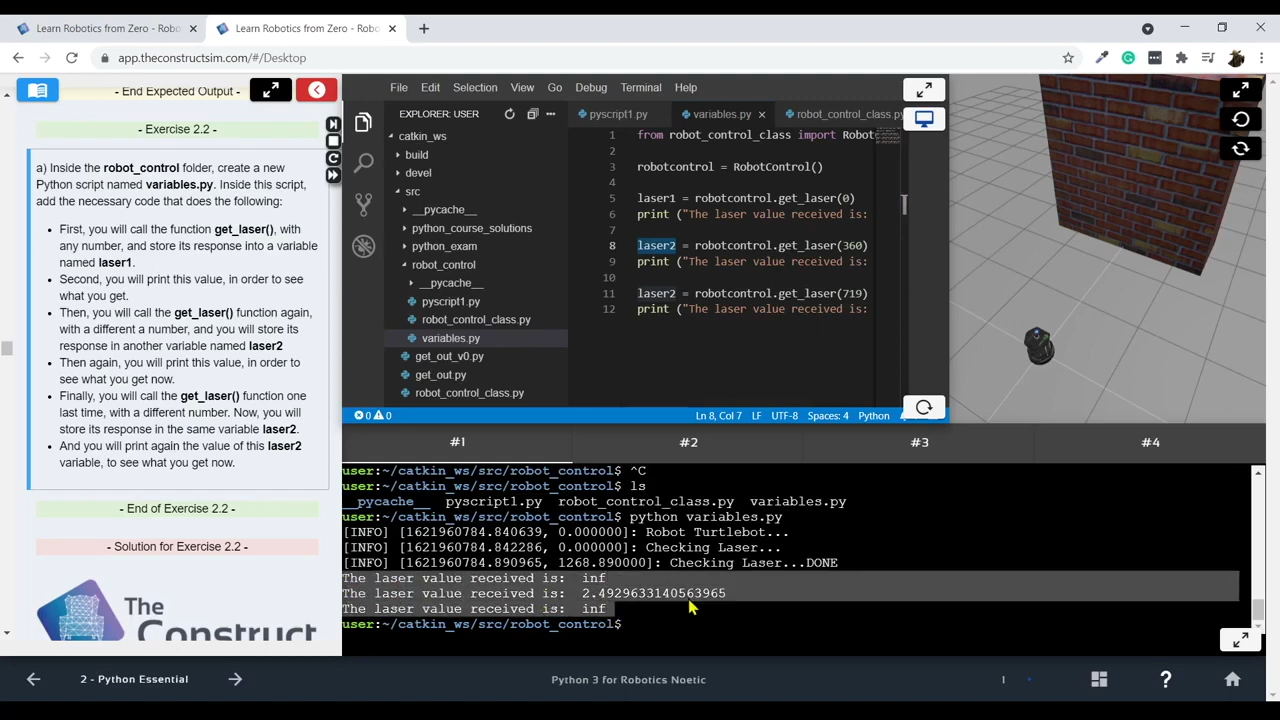 Learn Robotics from Zero - Robo
Learn Robotics from Zero - Robo
app.theconstructsim.com/#/Desktop
- End Expected Output -
- Exercise 2.2 -
a) Inside the robot_control folder, create a new
Python script named variables.py. Inside this script,
add the necessary code that does the following:
First, you will call the function get_laser(), with
any number, and store its response into a variable
named laser1.
Second, you will print this value, in order to see
what you get.
Then, you will call the get_laser() function again,
with a different a number, and you will store its
response in another variable named laser2
Then again, you will print this value, in order to
see what you get now.
Finally, you will call the get_laser() function one
last time, with a different number. Now, you will
store its response in the same variable laser2.
And you will print again the value of this laser2
variable, to see what you get now.
- End of Exercise 2.2 -
- Solution for Exercise 2.2 -
The
Construct
File Edit Selection View Go Debug Terminal Help
EXPLORER: USER
catkin_ws
build
devel
src
__pycache__
python_course_solutions
python_exam
robot_control
__pycache__
pyscript1.py
robot_control_class.py
variables.py
get_out_v0.py
get_out.py
robot_control_class.py
pyscript1.py variables.py robot_control_class.py
1 from robot_control_class import Robot
2
3 robotcontrol = RobotControl()
4
5 laser1 = robotcontrol.get_laser(0)
6 print ("The laser value received is:
7
8 laser2 = robotcontrol.get_laser(360)
9 print ("The laser value received is:
10
11 laser2 = robotcontrol.get_laser(719)
12 print ("The laser value received is:
0 0 Ln 8, Col 7 LF UTF-8 Spaces: 4 Python
#1 #2 #3 #4
user:~/catkin_ws/src/robot_control$ ^C
user:~/catkin_ws/src/robot_control$ ls
__pycache__ pyscript1.py robot_control_class.py variables.py
user:~/catkin_ws/src/robot_control$ python variables.py
[INFO] [1621960784.840639, 0.000000]: Robot Turtlebot...
[INFO] [1621960784.842286, 0.000000]: Checking Laser...
[INFO] [1621960784.890965, 1268.890000]: Checking Laser...DONE
The laser value received is: inf
The laser value received is: 2.4929633140563965
The laser value received is: inf
user:~/catkin_ws/src/robot_control$
2 - Python Essential
Python 3 for Robotics Noetic